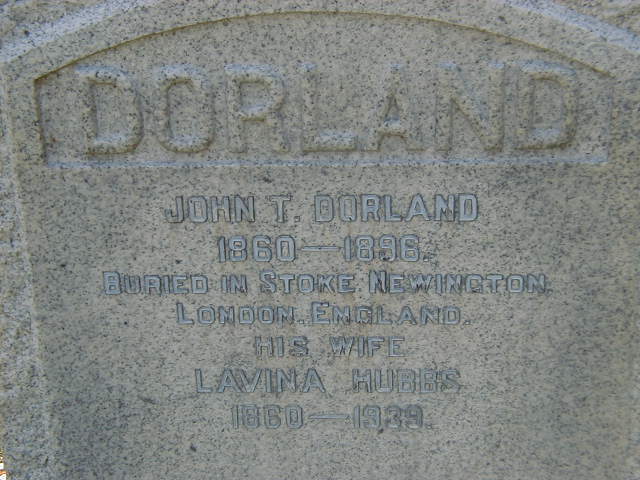 DORLAND
JOHN T. DORLAND
1860—1896.
BURIED IN STOKE NEWINGTON,
LONDON, ENGLAND.
HIS WIFE
LAVINA HUBBS
1860—1939.